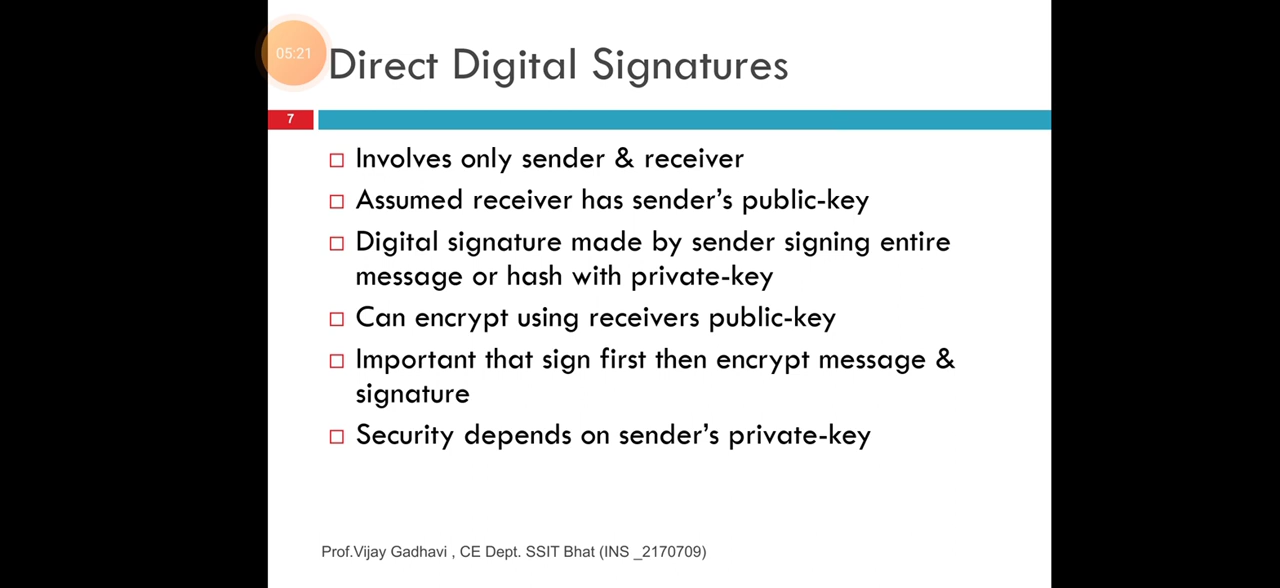 05:21
Direct Digital Signatures
7
Involves only sender & receiver
Assumed receiver has sender's public-key
Digital signature made by sender signing entire
message or hash with private-key
Can encrypt using receivers public-key
Important that sign first then encrypt message &
signature
Security depends on sender's private-key
Prof.Vijay Gadhavi , CE Dept. SSIT Bhat (INS _2170709)